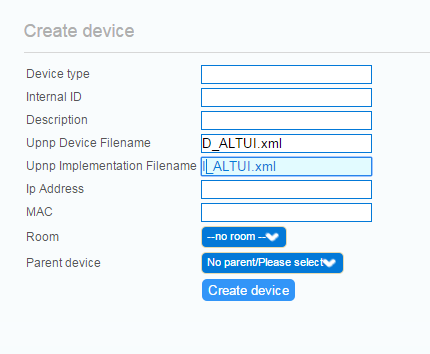 Create device
Device type
Internal ID
Description
Upnp Device Filename D_ALTUI.xml
Upnp Implementation Filename I_ALTUI.xml
Ip Address
MAC
Room --no room --
Parent device No parent/Please select
Create device